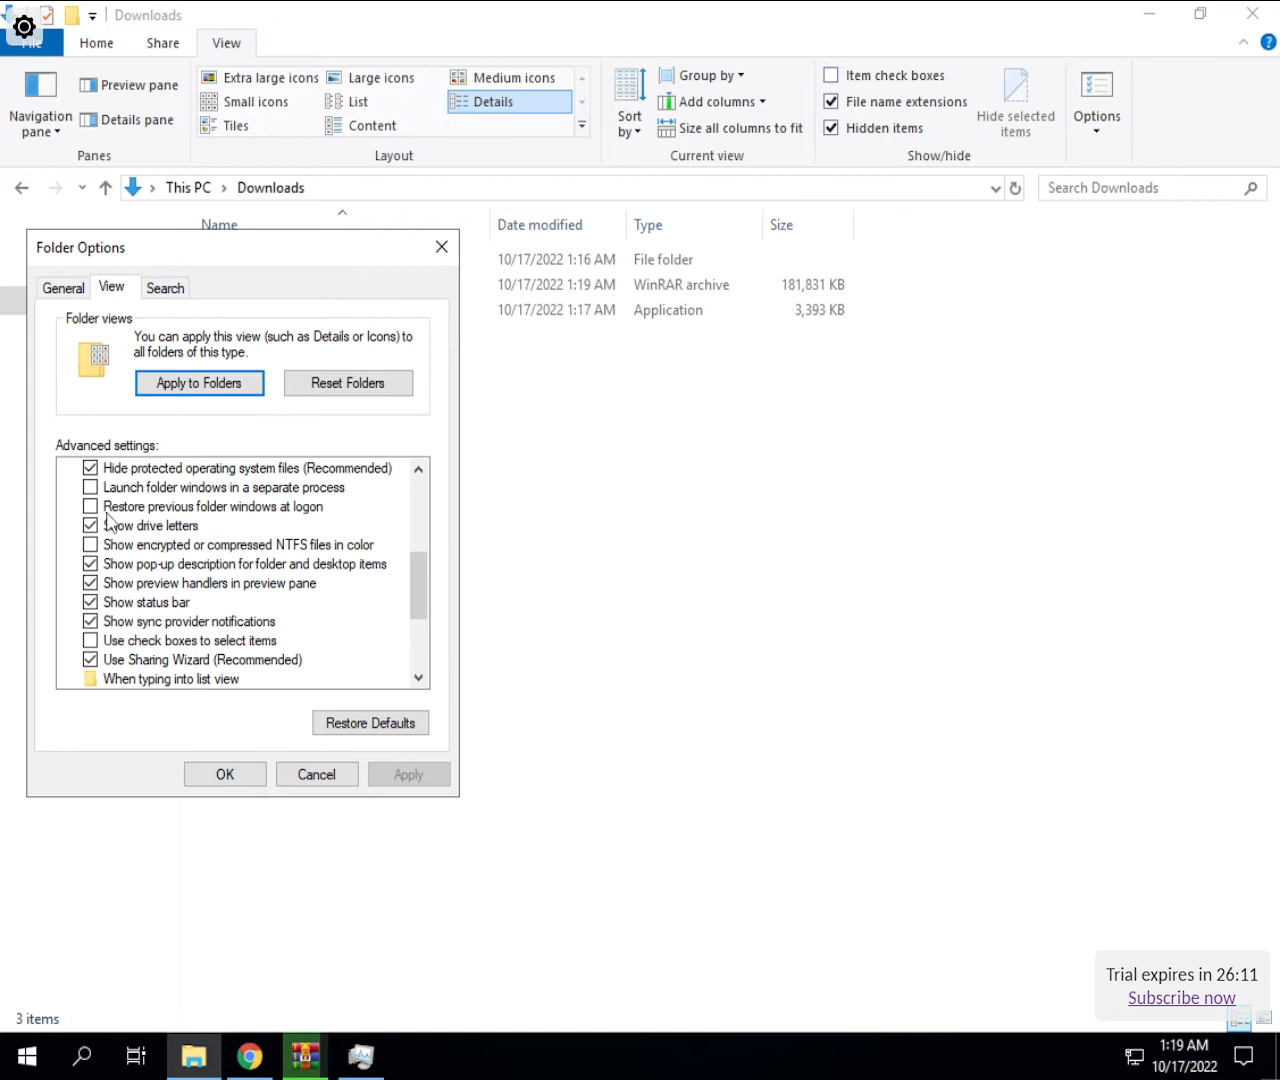 Downloads
File Home Share View
Navigation pane
Preview pane
Details pane
Panes
Extra large icons Large icons Medium icons
Small icons List Details
Tiles Content
Layout
Sort by
Group by
Add columns
Size all columns to fit
Current view
Item check boxes
File name extensions
Hidden items
Hide selected items
Show/hide
Options
This PC Downloads
Search Downloads
Name Date modified Type Size
10/17/2022 1:16 AM File folder
10/17/2022 1:19 AM WinRAR archive 181,831 KB
10/17/2022 1:17 AM Application 3,393 KB
Folder Options
General View Search
Folder views
You can apply this view (such as Details or Icons) to
all folders of this type.
Apply to Folders Reset Folders
Advanced settings:
Hide protected operating system files (Recommended)
Launch folder windows in a separate process
Restore previous folder windows at logon
Show drive letters
Show encrypted or compressed NTFS files in color
Show pop-up description for folder and desktop items
Show preview handlers in preview pane
Show status bar
Show sync provider notifications
Use check boxes to select items
Use Sharing Wizard (Recommended)
When typing into list view
Restore Defaults
OK Cancel Apply
Trial expires in 26:11
Subscribe now
3 items
1:19 AM
10/17/2022